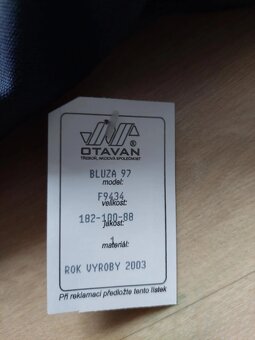 OTAVAN ®
TŘEBOŇ, AKCIOVÁ SPOLEČNOST
BLUZA 97
model:
F9434
velikost:
182-100-88
jakost:
1
materiál:
ROK VYROBY 2003
Při reklamaci předložte tento lístek